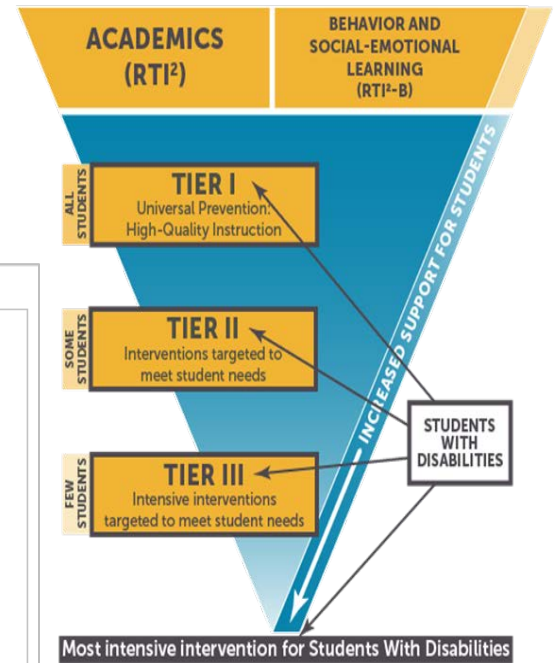 ACADEMICS
(RTI²)
BEHAVIOR AND
SOCIAL-EMOTIONAL
LEARNING
(RTI²-B)
ALL
STUDENTS
TIER I
Universal Prevention:
High-Quality Instruction
SOME
STUDENTS
TIER II
Interventions targeted to
meet student needs
FEW
STUDENTS
TIER III
Intensive interventions
targeted to meet student needs
INCREASED SUPPORT FOR STUDENTS
STUDENTS
WITH
DISABILITIES
Most intensive intervention for Students With Disabilities